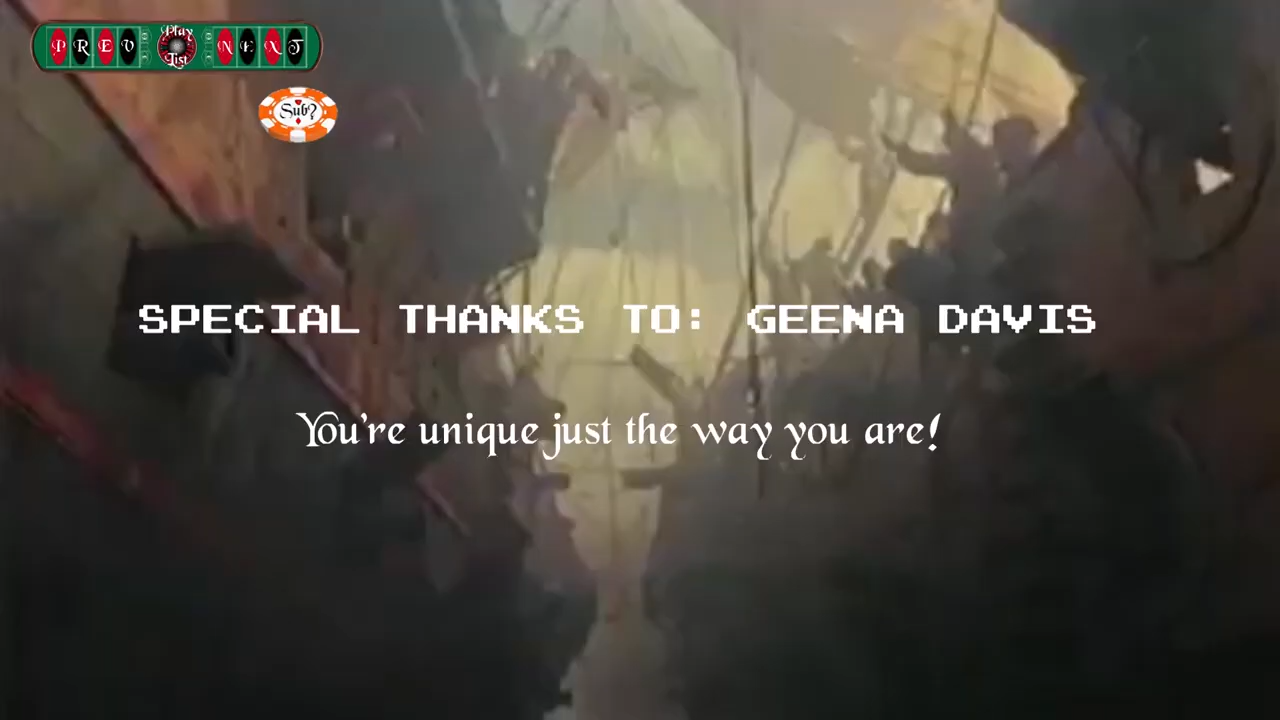 PREV Play List NEXT
Sub?
SPECIAL THANKS TO: GEENA DAVIS
You're unique just the way you are!